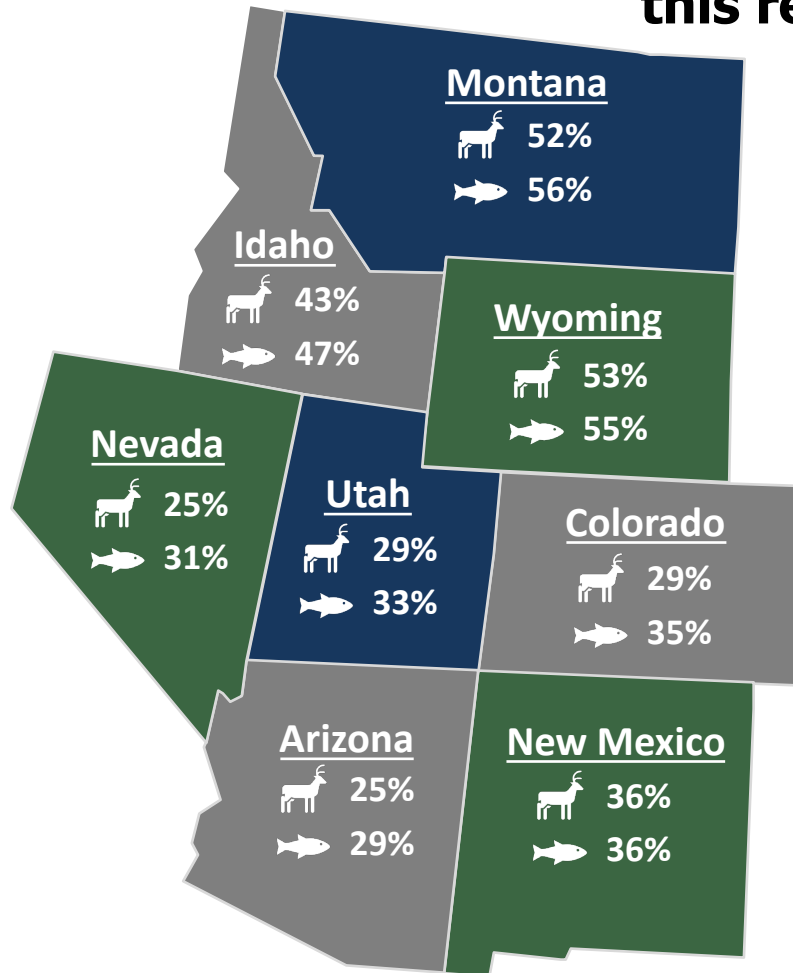 this re
Montana
52%
56%
Idaho
43%
47%
Wyoming
53%
55%
Nevada
25%
31%
Utah
29%
33%
Colorado
29%
35%
Arizona
25%
29%
New Mexico
36%
36%